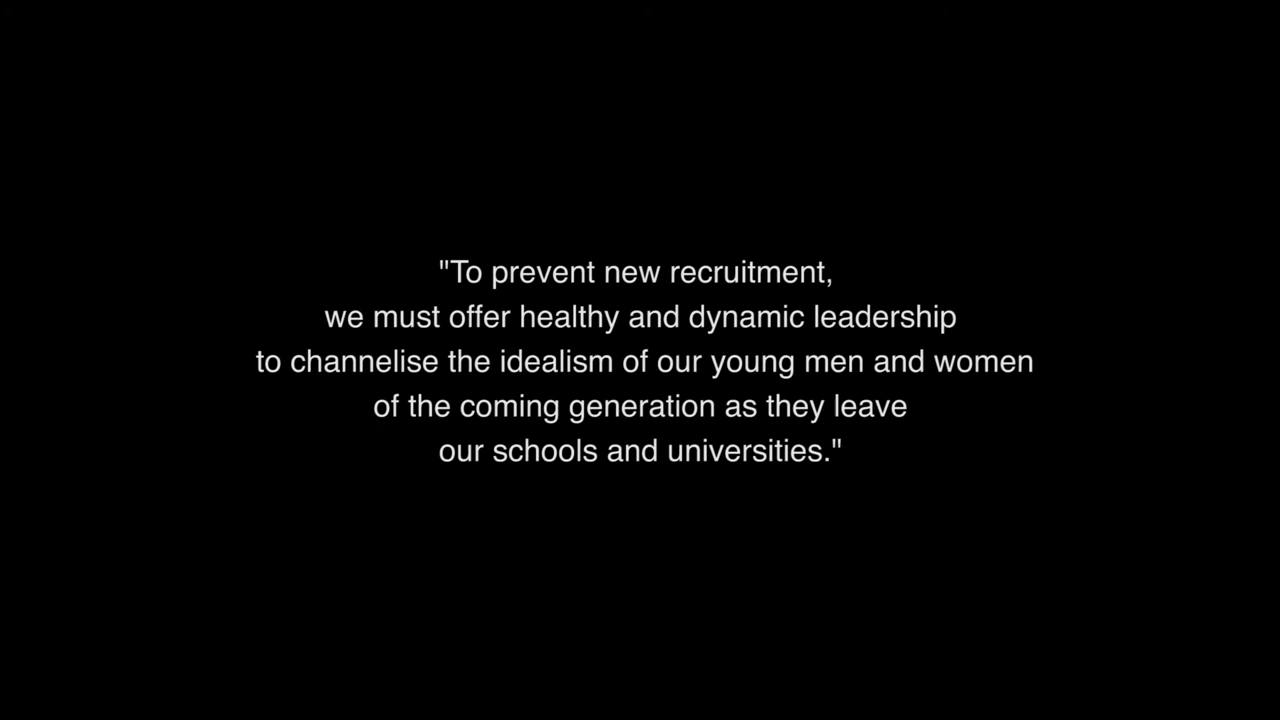 "To prevent new recruitment,
we must offer healthy and dynamic leadership
to channelise the idealism of our young men and women
of the coming generation as they leave
our schools and universities."